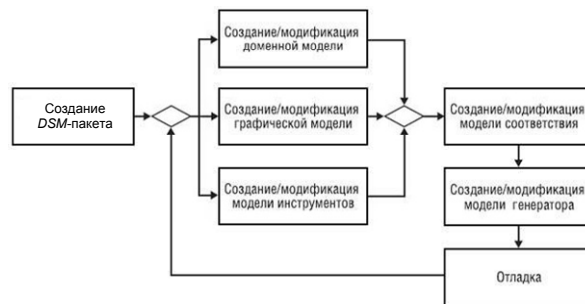 Создание
DSM-пакета
Создание/модификация
доменной модели
Создание/модификация
графической модели
Создание/модификация
модели инструментов
Создание/модификация
модели соответствия
Создание/модификация
модели генератора
Отладка